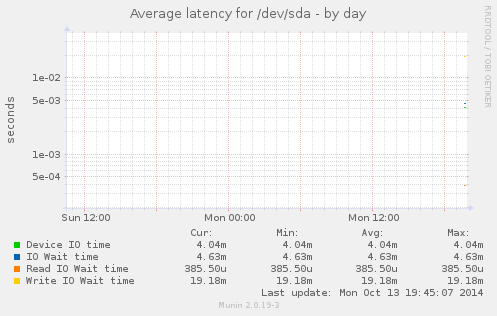 Average latency for /dev/sda - by day
RRDTOOL / TOBI OETIKER
seconds
1e-02
5e-03
1e-03
5e-04
Sun 12:00 Mon 00:00 Mon 12:00
Cur: Min: Avg: Max:
Device IO time 4.04m 4.04m 4.04m 4.04m
IO Wait time 4.63m 4.63m 4.63m 4.63m
Read IO Wait time 385.50u 385.50u 385.50u 385.50u
Write IO Wait time 19.18m 19.18m 19.18m 19.18m
Last update: Mon Oct 13 19:45:07 2014
Munin 2.0.19-3